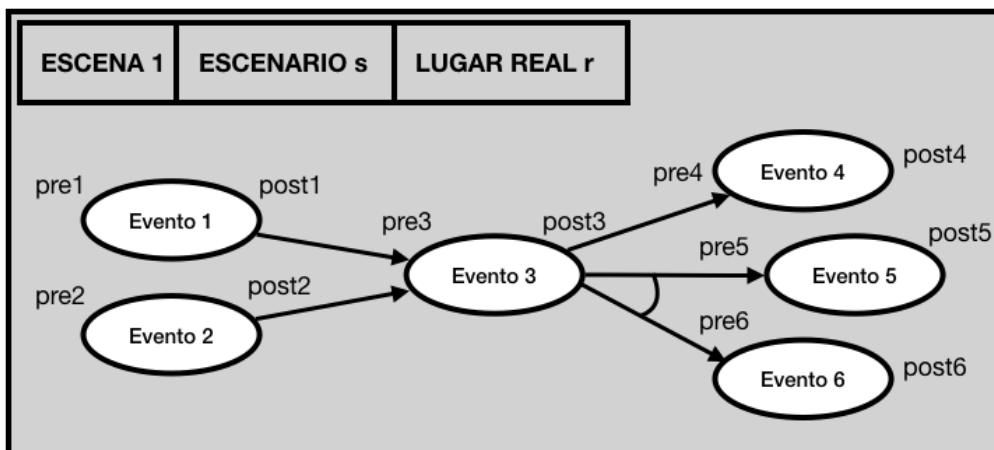 ESCENA 1 ESCENARIO s LUGAR REAL r
pre1 Evento 1 post1
pre2 Evento 2 post2
pre3 Evento 3 post3
pre4 Evento 4 post4
pre5 Evento 5 post5
pre6 Evento 6 post6